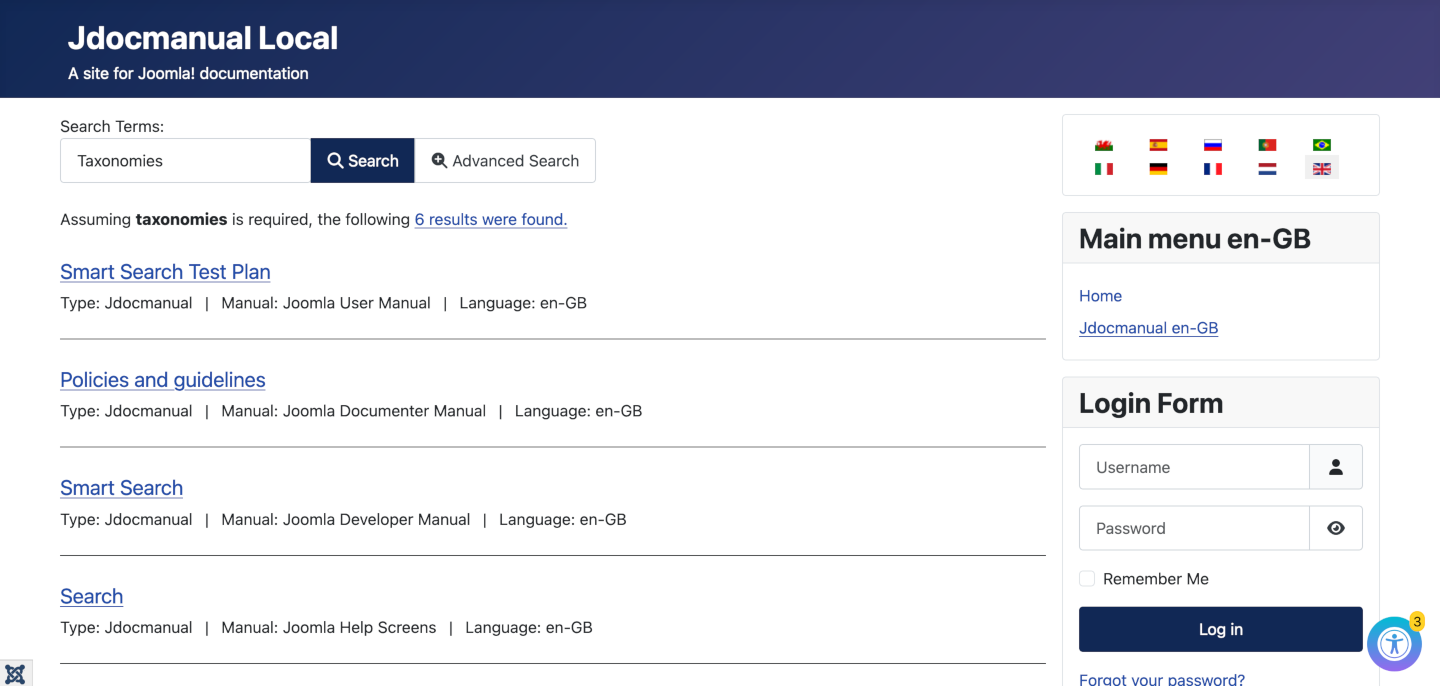 Jdocmanual Local
A site for Joomla! documentation
Search Terms:
Taxonomies
Search
Advanced Search
Assuming taxonomies is required, the following 6 results were found.
Smart Search Test Plan
Type: Jdocmanual | Manual: Joomla User Manual | Language: en-GB
Policies and guidelines
Type: Jdocmanual | Manual: Joomla Documenter Manual | Language: en-GB
Smart Search
Type: Jdocmanual | Manual: Joomla Developer Manual | Language: en-GB
Search
Type: Jdocmanual | Manual: Joomla Help Screens | Language: en-GB
Main menu en-GB
Home
Jdocmanual en-GB
Login Form
Username
Password
Remember Me
Log in
3
Forgot your password?